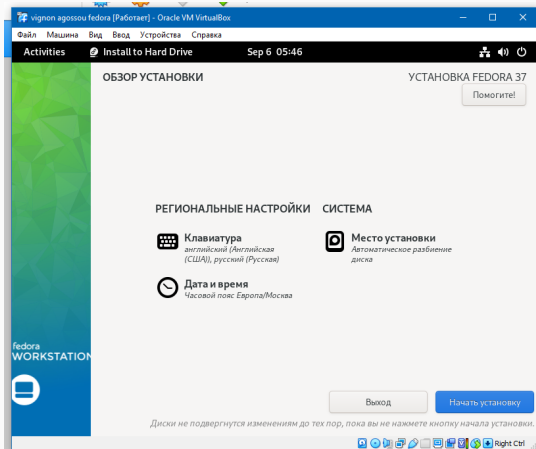 vignon agossou fedora [Работает] - Oracle VM VirtualBox
Файл Машина Вид Ввод Устройства Справка
Activities Install to Hard Drive Sep 6 05:46
ОБЗОР УСТАНОВКИ УСТАНОВКА FEDORA 37
Помогите!
РЕГИОНАЛЬНЫЕ НАСТРОЙКИ СИСТЕМА
Клавиатура
английский (Английская
(США)), русский (Русская)
Место установки
Автоматическое разбиение
диска
Дата и время
Часовой пояс Европа/Москва
fedora
WORKSTATION
Выход Начать установку
Диски не подвергнутся изменениям до тех пор, пока вы не нажмете кнопку начала установки.
Right Ctrl